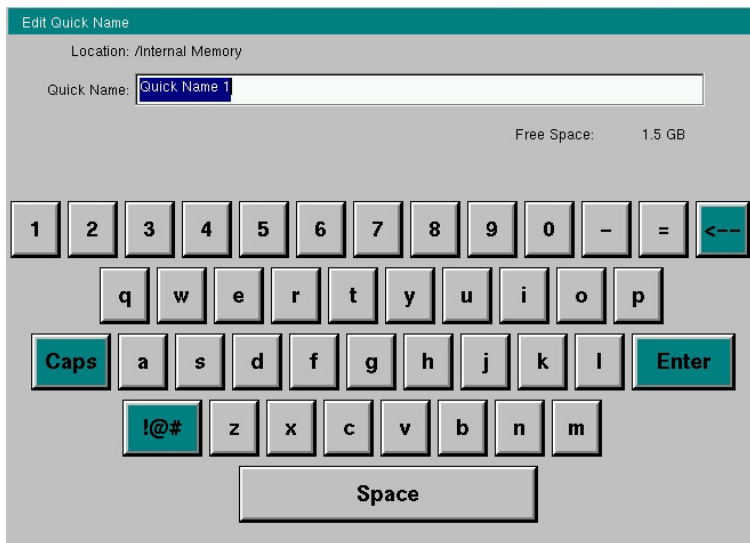 Edit Quick Name
Location: /Internal Memory
Quick Name: Quick Name 1
Free Space: 1.5 GB
1 2 3 4 5 6 7 8 9 0 - = <--
q w e r t y u i o p
Caps a s d f g h j k l Enter
!@# z x c v b n m
Space